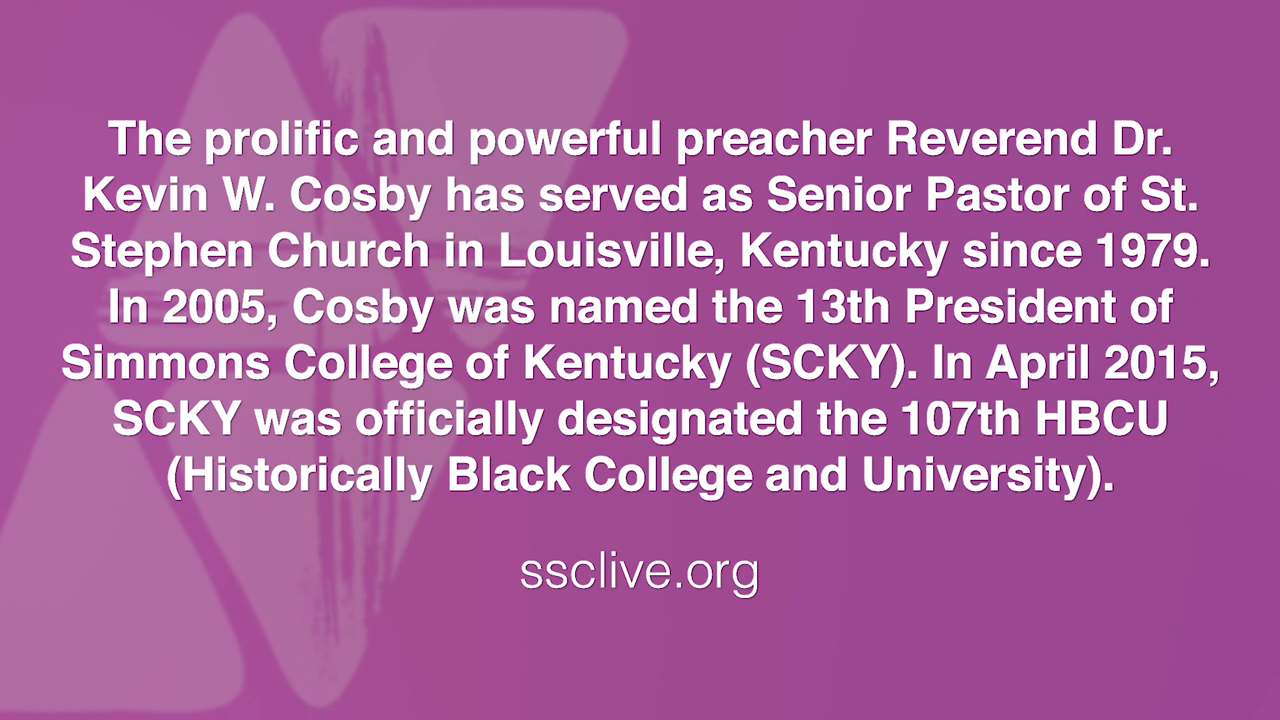 The prolific and powerful preacher Reverend Dr.
Kevin W. Cosby has served as Senior Pastor of St.
Stephen Church in Louisville, Kentucky since 1979.
In 2005, Cosby was named the 13th President of
Simmons College of Kentucky (SCKY). In April 2015,
SCKY was officially designated the 107th HBCU
(Historically Black College and University).
ssclive.org